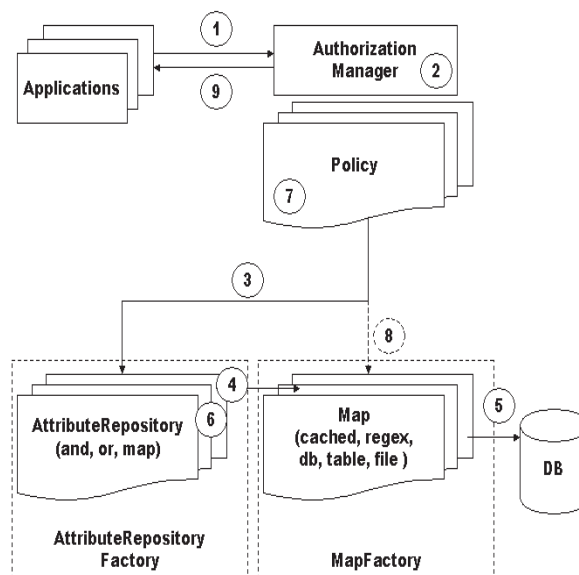 1
Authorization
Manager
2
Applications
9
Policy
7
3
8
4
5
AttributeRepository
(and, or, map)
6
Map
(cached, regex,
db, table, file )
DB
AttributeRepository
Factory
MapFactory